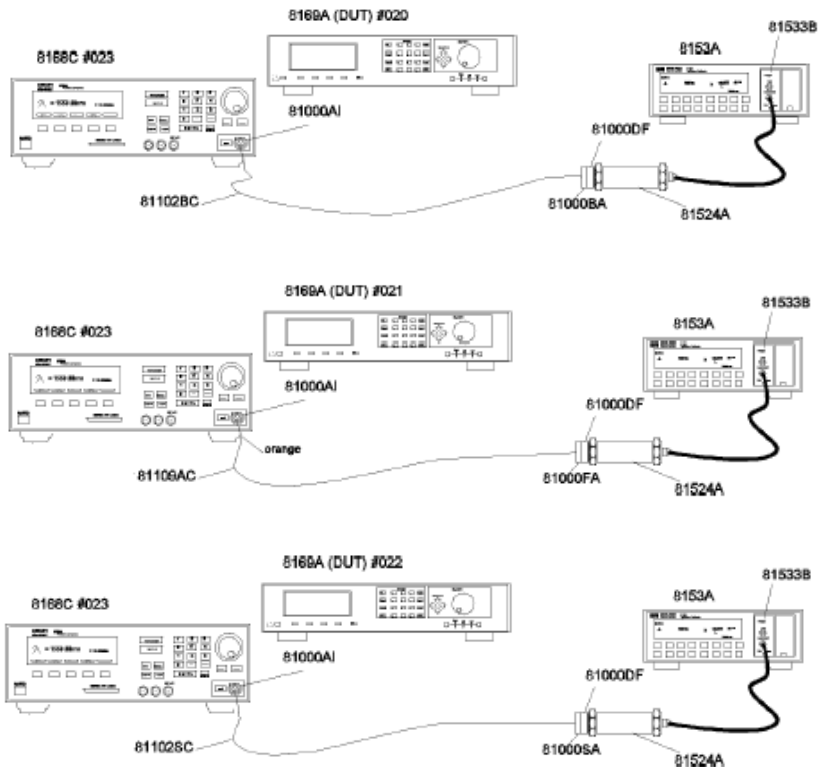 8169A (DUT) #020
81533B
8168C #023
8153A
81000AI
81000DF
81102BC
81000BA
81524A
8169A (DUT) #021
81533B
8168C #023
8153A
81000AI
81000DF
orange
81109AC
81000FA
81524A
8169A (DUT) #022
81533B
8168C #023
8153A
81000AI
81000DF
81102SC
81000SA
81524A